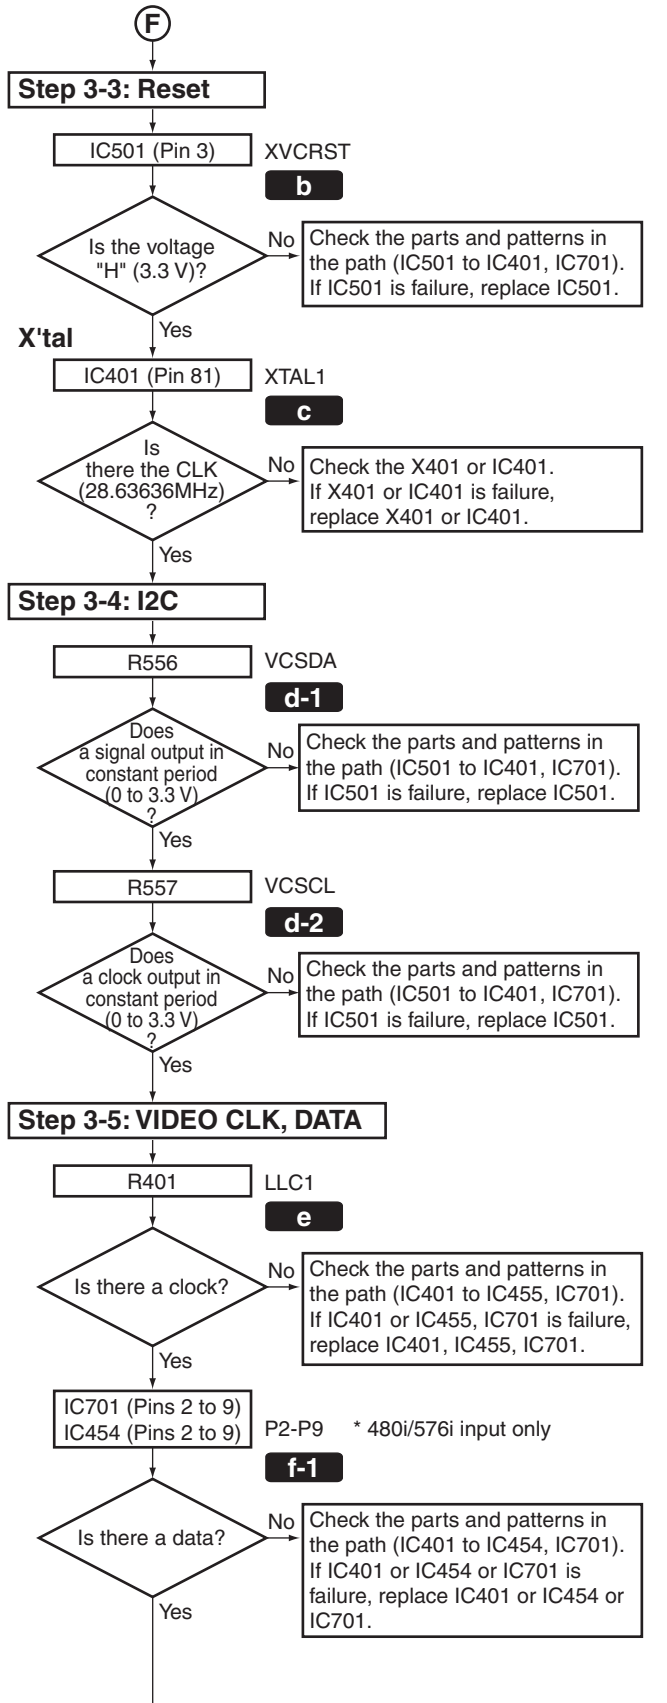 F
Step 3-3: Reset
IC501 (Pin 3)
XVCRST
b
Is the voltage
"H" (3.3 V)?
No
Check the parts and patterns in
the path (IC501 to IC401, IC701).
If IC501 is failure, replace IC501.
Yes
X'tal
IC401 (Pin 81)
XTAL1
c
Is
there the CLK
(28.63636MHz)
?
No
Check the X401 or IC401.
If X401 or IC401 is failure,
replace X401 or IC401.
Yes
Step 3-4: I2C
R556
VCSDA
d-1
Does
a signal output in
constant period
(0 to 3.3 V)
?
No
Check the parts and patterns in
the path (IC501 to IC401, IC701).
If IC501 is failure, replace IC501.
Yes
R557
VCSCL
d-2
Does
a clock output in
constant period
(0 to 3.3 V)
?
No
Check the parts and patterns in
the path (IC501 to IC401, IC701).
If IC501 is failure, replace IC501.
Yes
Step 3-5: VIDEO CLK, DATA
R401
LLC1
e
Is there a clock?
No
Check the parts and patterns in
the path (IC401 to IC455, IC701).
If IC401 or IC455, IC701 is failure,
replace IC401, IC455, IC701.
Yes
IC701 (Pins 2 to 9)
IC454 (Pins 2 to 9)
P2-P9 * 480i/576i input only
f-1
Is there a data?
No
Check the parts and patterns in
the path (IC401 to IC454, IC701).
If IC401 or IC454 or IC701 is
failure, replace IC401 or IC454 or
IC701.
Yes